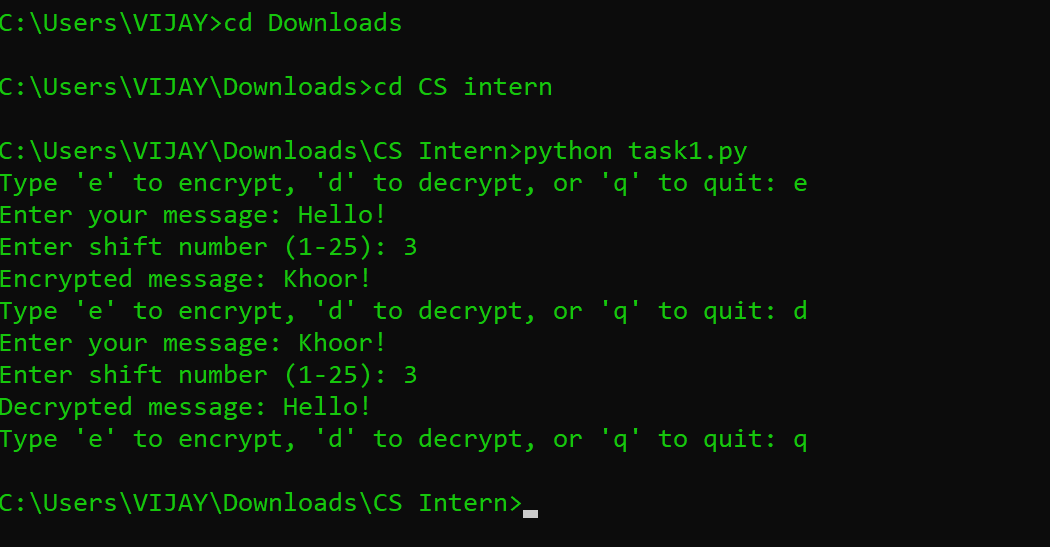 C:\Users\VIJAY>cd Downloads
C:\Users\VIJAY\Downloads>cd CS intern
C:\Users\VIJAY\Downloads\CS Intern>python task1.py
Type 'e' to encrypt, 'd' to decrypt, or 'q' to quit: e
Enter your message: Hello!
Enter shift number (1-25): 3
Encrypted message: Khoor!
Type 'e' to encrypt, 'd' to decrypt, or 'q' to quit: d
Enter your message: Khoor!
Enter shift number (1-25): 3
Decrypted message: Hello!
Type 'e' to encrypt, 'd' to decrypt, or 'q' to quit: q
C:\Users\VIJAY\Downloads\CS Intern>